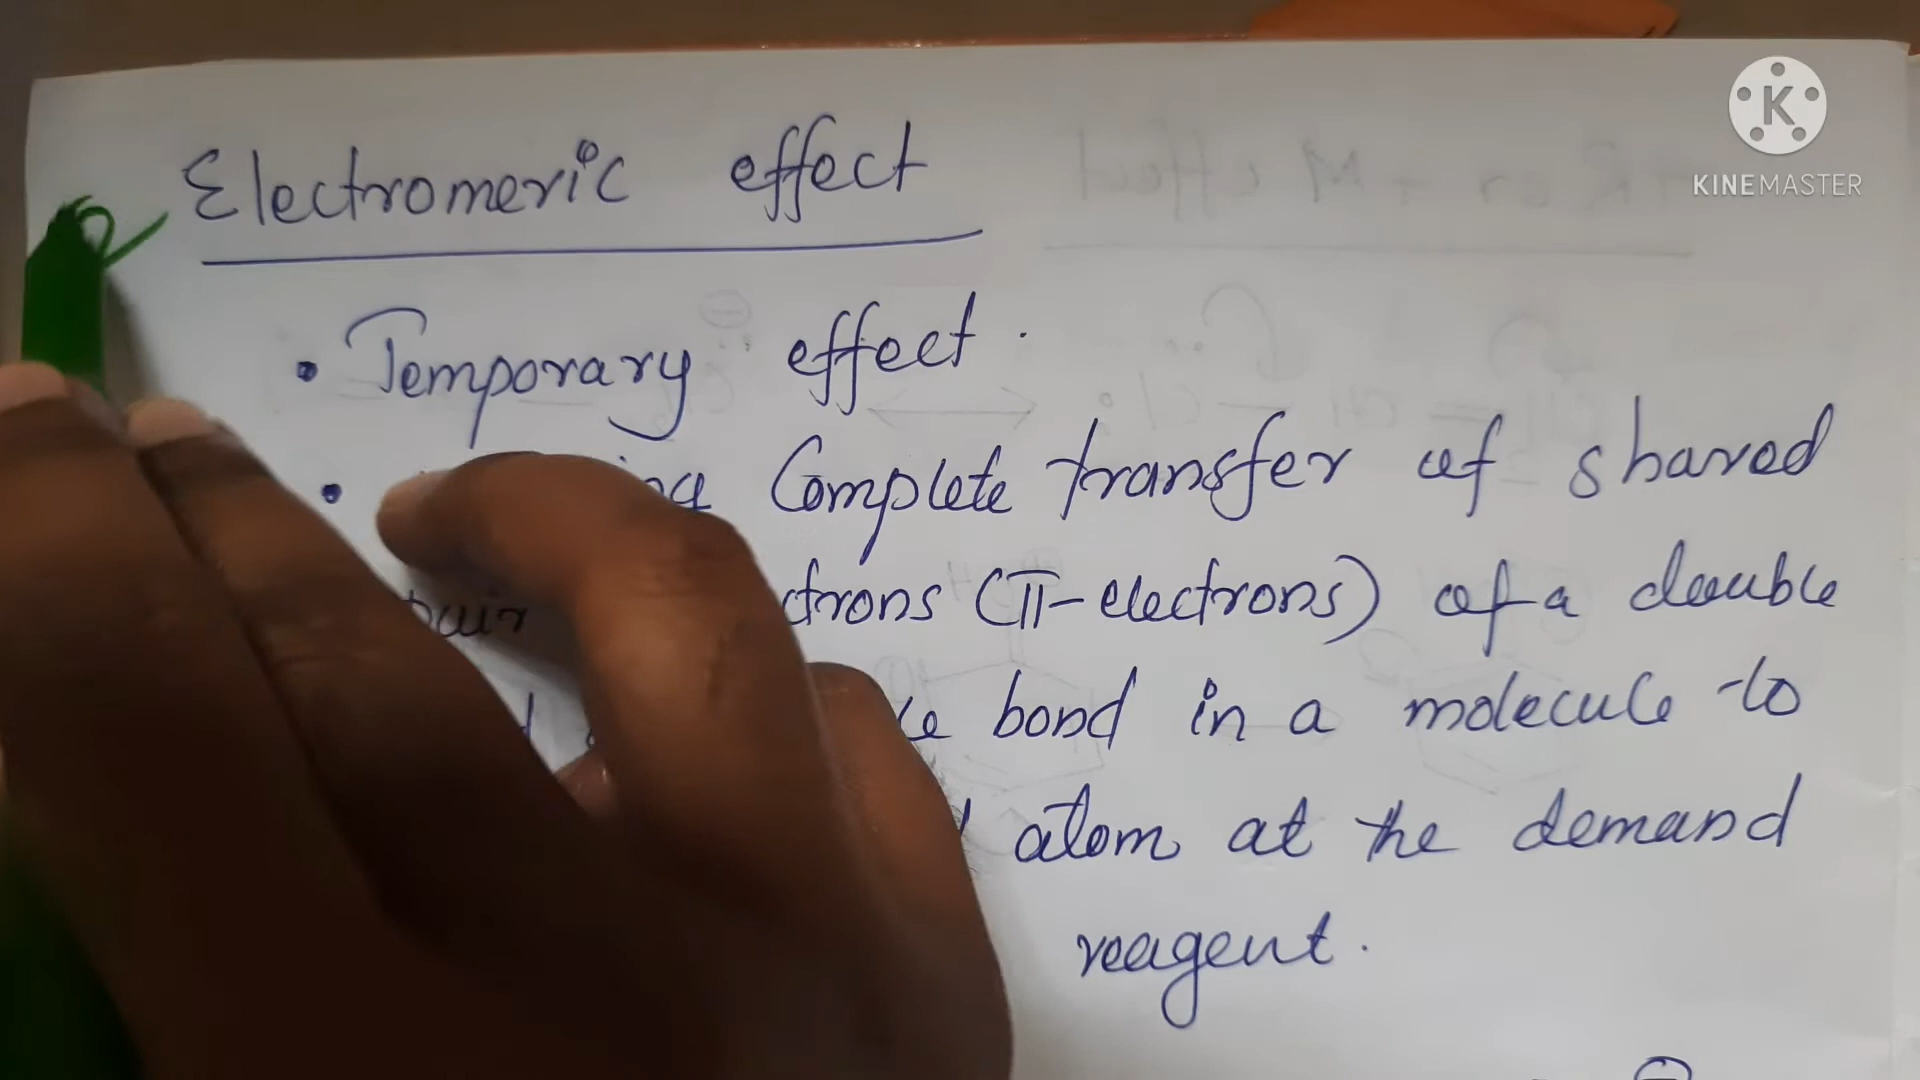 Electromeric effect
KINEMASTER
• Temporary effect.
• Complete transfer of shared
pair (π-electrons) of a double
bond in a molecule to
atom at the demand
reagent.